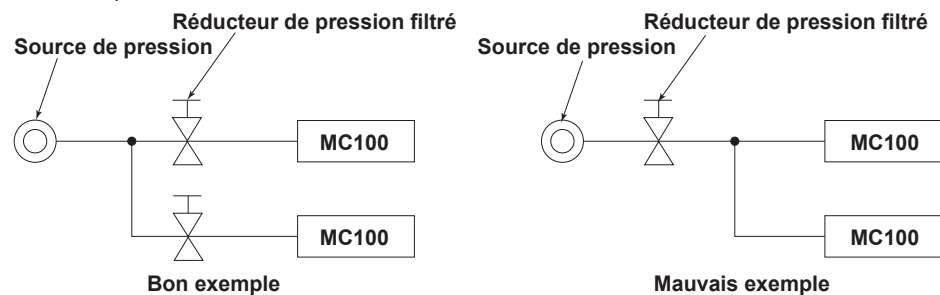 Réducteur de pression filtré
Source de pression
MC100
MC100
Bon exemple
Réducteur de pression filtré
Source de pression
MC100
MC100
Mauvais exemple